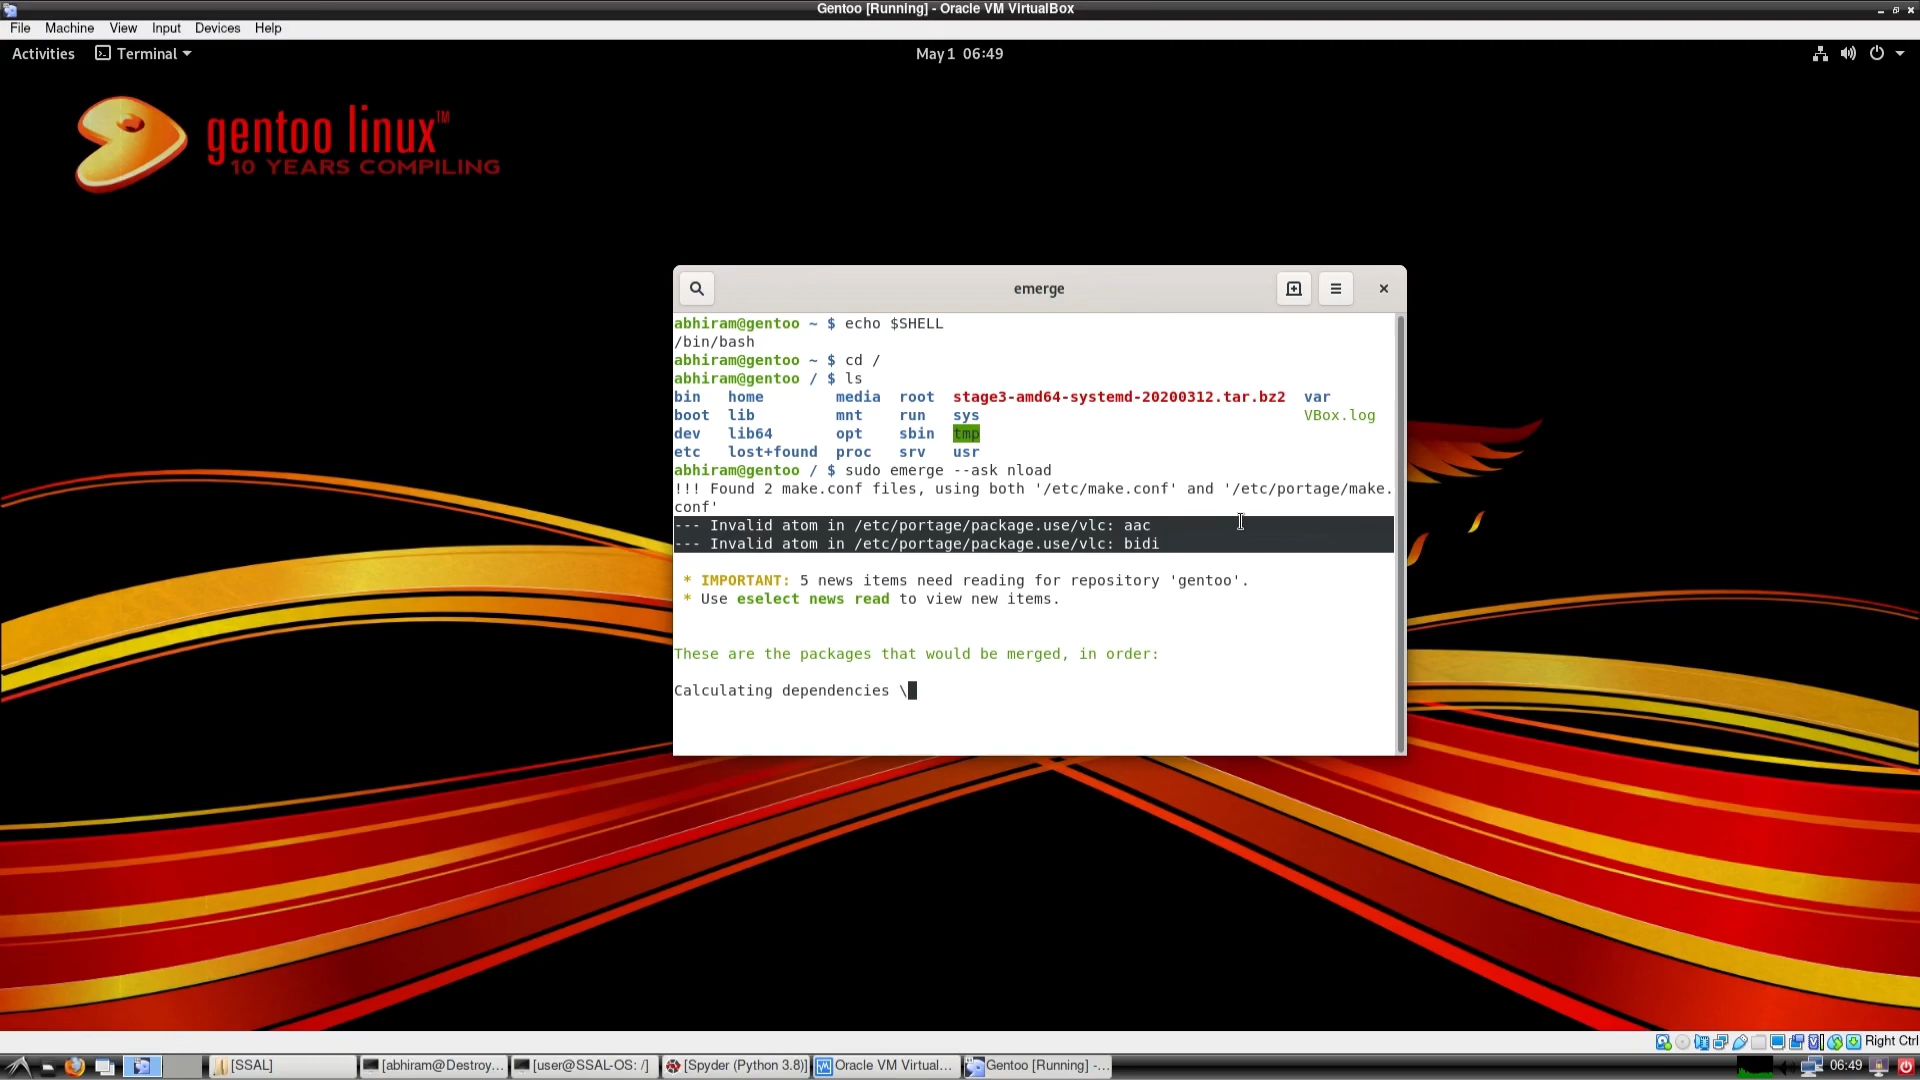 Gentoo [Running] - Oracle VM VirtualBox
File Machine View Input Devices Help
Activities Terminal May 1 06:49
gentoo linux™
10 YEARS COMPILING
emerge
abhiram@gentoo ~ $ echo $SHELL
/bin/bash
abhiram@gentoo ~ $ cd /
abhiram@gentoo / $ ls
bin home media root stage3-amd64-systemd-20200312.tar.bz2 var
boot lib mnt run sys VBox.log
dev lib64 opt sbin tmp
etc lost+found proc srv usr
abhiram@gentoo / $ sudo emerge --ask nload
!!! Found 2 make.conf files, using both '/etc/make.conf' and '/etc/portage/make.
conf'
--- Invalid atom in /etc/portage/package.use/vlc: aac
--- Invalid atom in /etc/portage/package.use/vlc: bidi
* IMPORTANT: 5 news items need reading for repository 'gentoo'.
* Use eselect news read to view new items.
These are the packages that would be merged, in order:
Calculating dependencies \
Right Ctrl
[SSAL] [abhiram@Destroy... [user@SSAL-OS: /] [Spyder (Python 3.8)] Oracle VM Virtual... Gentoo [Running] -... 06:49